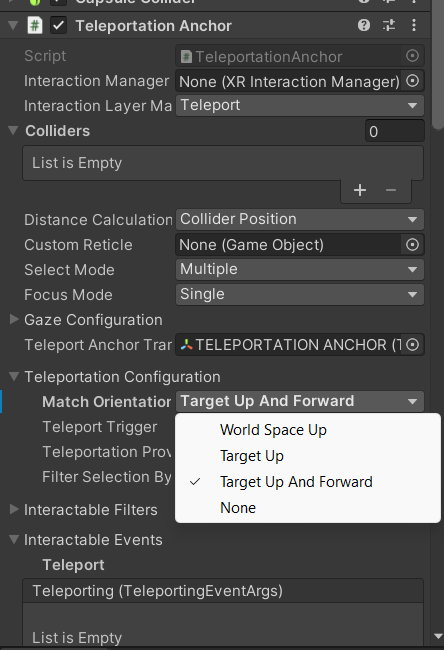 Capsule Collider
Teleportation Anchor
Script TeleportationAnchor
Interaction Manager None (XR Interaction Manager)
Interaction Layer Ma Teleport
Colliders 0
List is Empty
+ −
Distance Calculation Collider Position
Custom Reticle None (Game Object)
Select Mode Multiple
Focus Mode Single
Gaze Configuration
Teleport Anchor Tran TELEPORTATION ANCHOR (T
Teleportation Configuration
Match Orientation Target Up And Forward
Teleport Trigger
World Space Up
Teleportation Prov
Target Up
Filter Selection By
Target Up And Forward
None
Interactable Filters
Interactable Events
Teleport
Teleporting (TeleportingEventArgs)
List is Empty